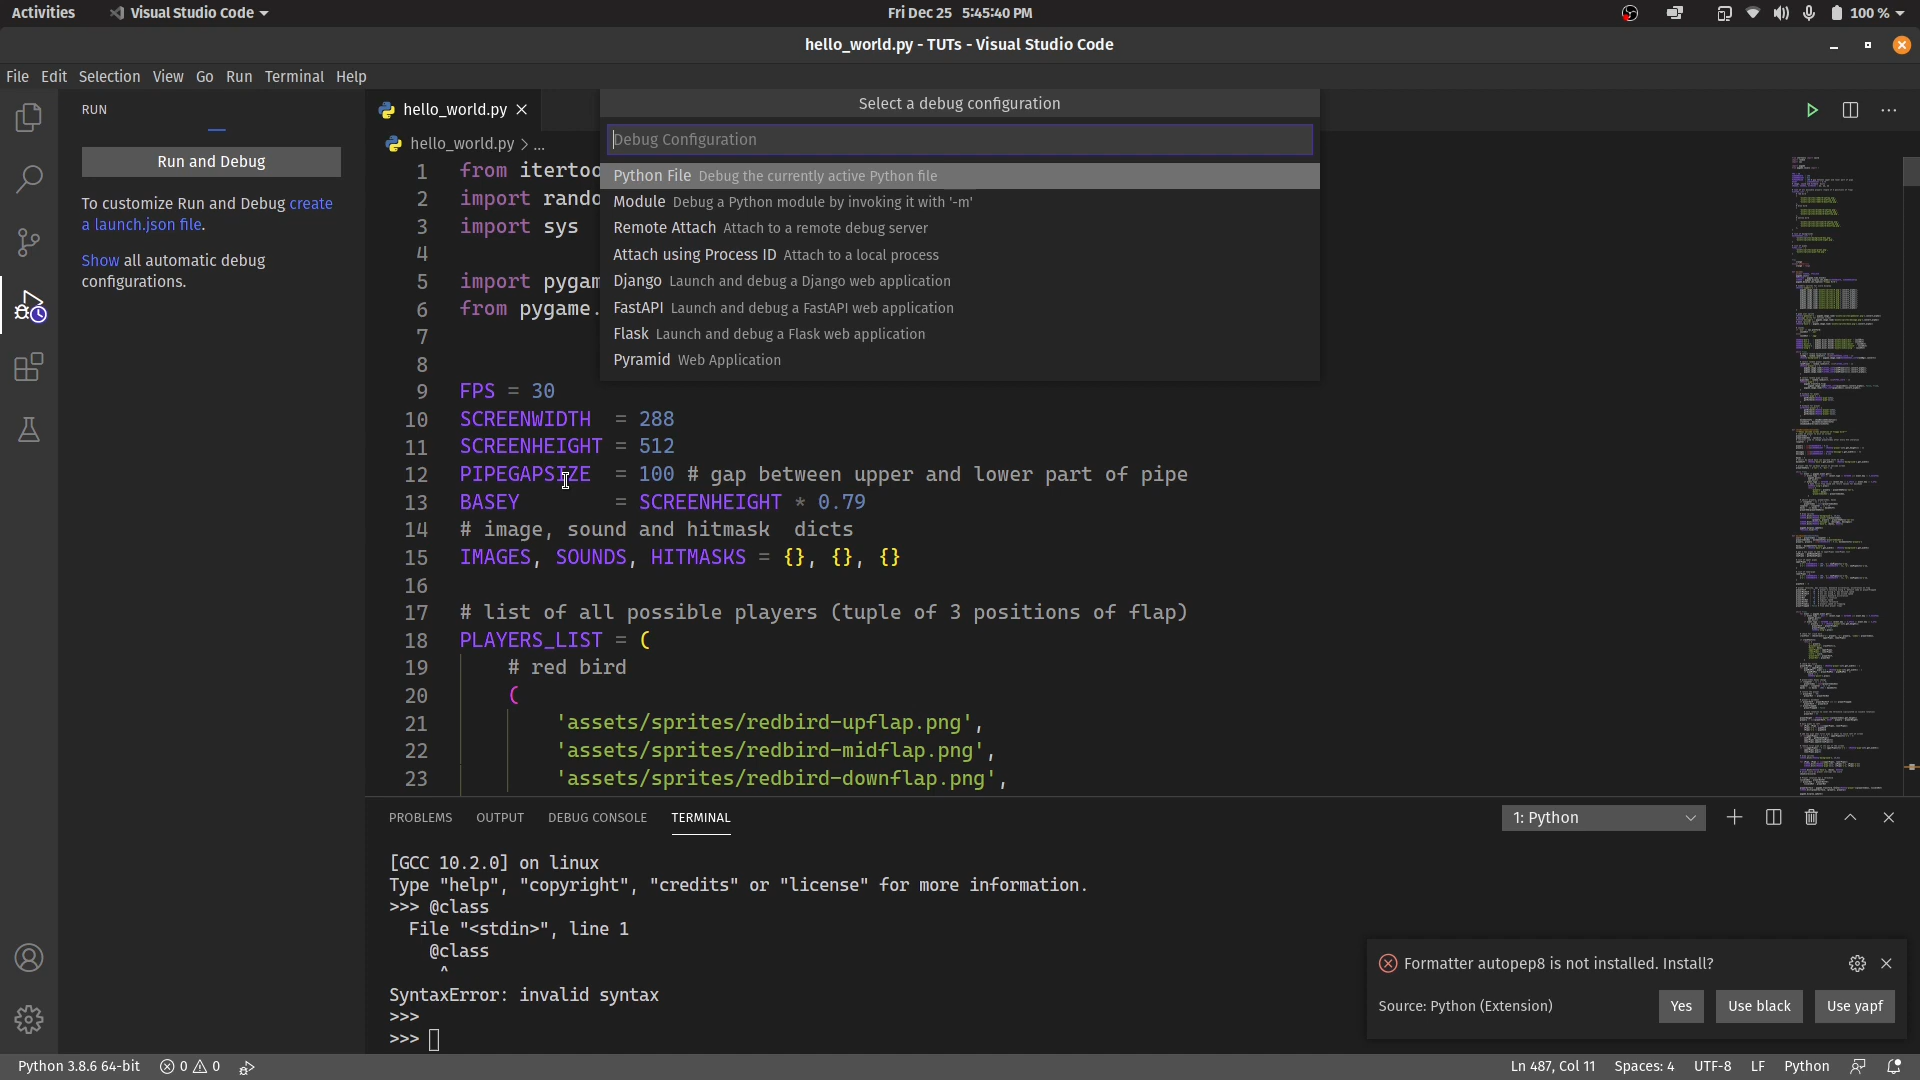 Activities
Visual Studio Code
Fri Dec 25 5:45:40 PM
100 %
hello_world.py - TUTs - Visual Studio Code
File Edit Selection View Go Run Terminal Help
RUN
Run and Debug
To customize Run and Debug create
a launch.json file.
Show all automatic debug
configurations.
hello_world.py
hello_world.py > ...
Select a debug configuration
Debug Configuration
Python File Debug the currently active Python file
Module Debug a Python module by invoking it with '-m'
Remote Attach Attach to a remote debug server
Attach using Process ID Attach to a local process
Django Launch and debug a Django web application
FastAPI Launch and debug a FastAPI web application
Flask Launch and debug a Flask web application
Pyramid Web Application
1 from itertoo
2 import rando
3 import sys
4
5 import pygam
6 from pygame.
7
8
9 FPS = 30
10 SCREENWIDTH  = 288
11 SCREENHEIGHT = 512
12 PIPEGAPSIZE  = 100 # gap between upper and lower part of pipe
13 BASEY        = SCREENHEIGHT * 0.79
14 # image, sound and hitmask  dicts
15 IMAGES, SOUNDS, HITMASKS = {}, {}, {}
16
17 # list of all possible players (tuple of 3 positions of flap)
18 PLAYERS_LIST = (
19     # red bird
20     (
21         'assets/sprites/redbird-upflap.png',
22         'assets/sprites/redbird-midflap.png',
23         'assets/sprites/redbird-downflap.png',
PROBLEMS OUTPUT DEBUG CONSOLE TERMINAL
1: Python
[GCC 10.2.0] on linux
Type "help", "copyright", "credits" or "license" for more information.
>>> @class
  File "<stdin>", line 1
    @class
     ^
SyntaxError: invalid syntax
>>>
>>>
Formatter autopep8 is not installed. Install?
Source: Python (Extension)
Yes
Use black
Use yapf
Python 3.8.6 64-bit
0
0
Ln 487, Col 11
Spaces: 4
UTF-8
LF
Python